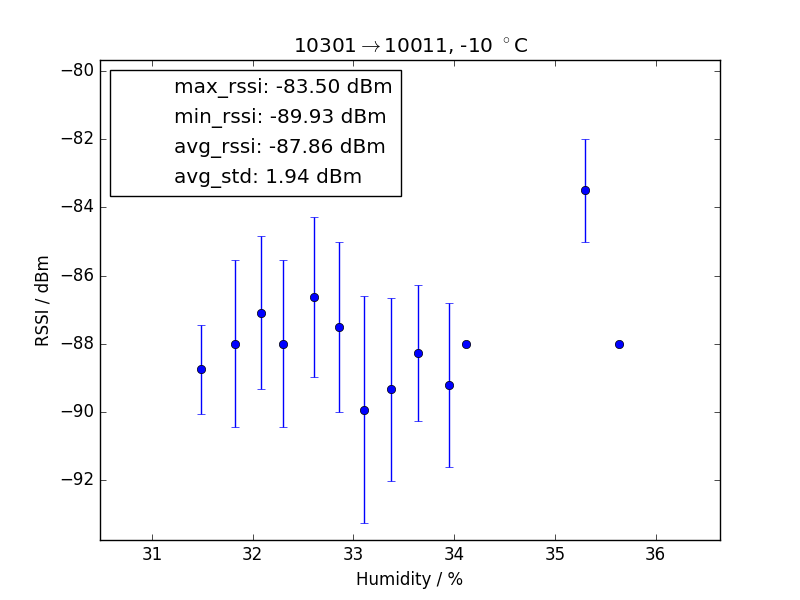 10301→10011, -10 °C
max_rssi: -83.50 dBm
min_rssi: -89.93 dBm
avg_rssi: -87.86 dBm
avg_std: 1.94 dBm
RSSI / dBm
−80
−82
−84
−86
−88
−90
−92
31 32 33 34 35 36
Humidity / %